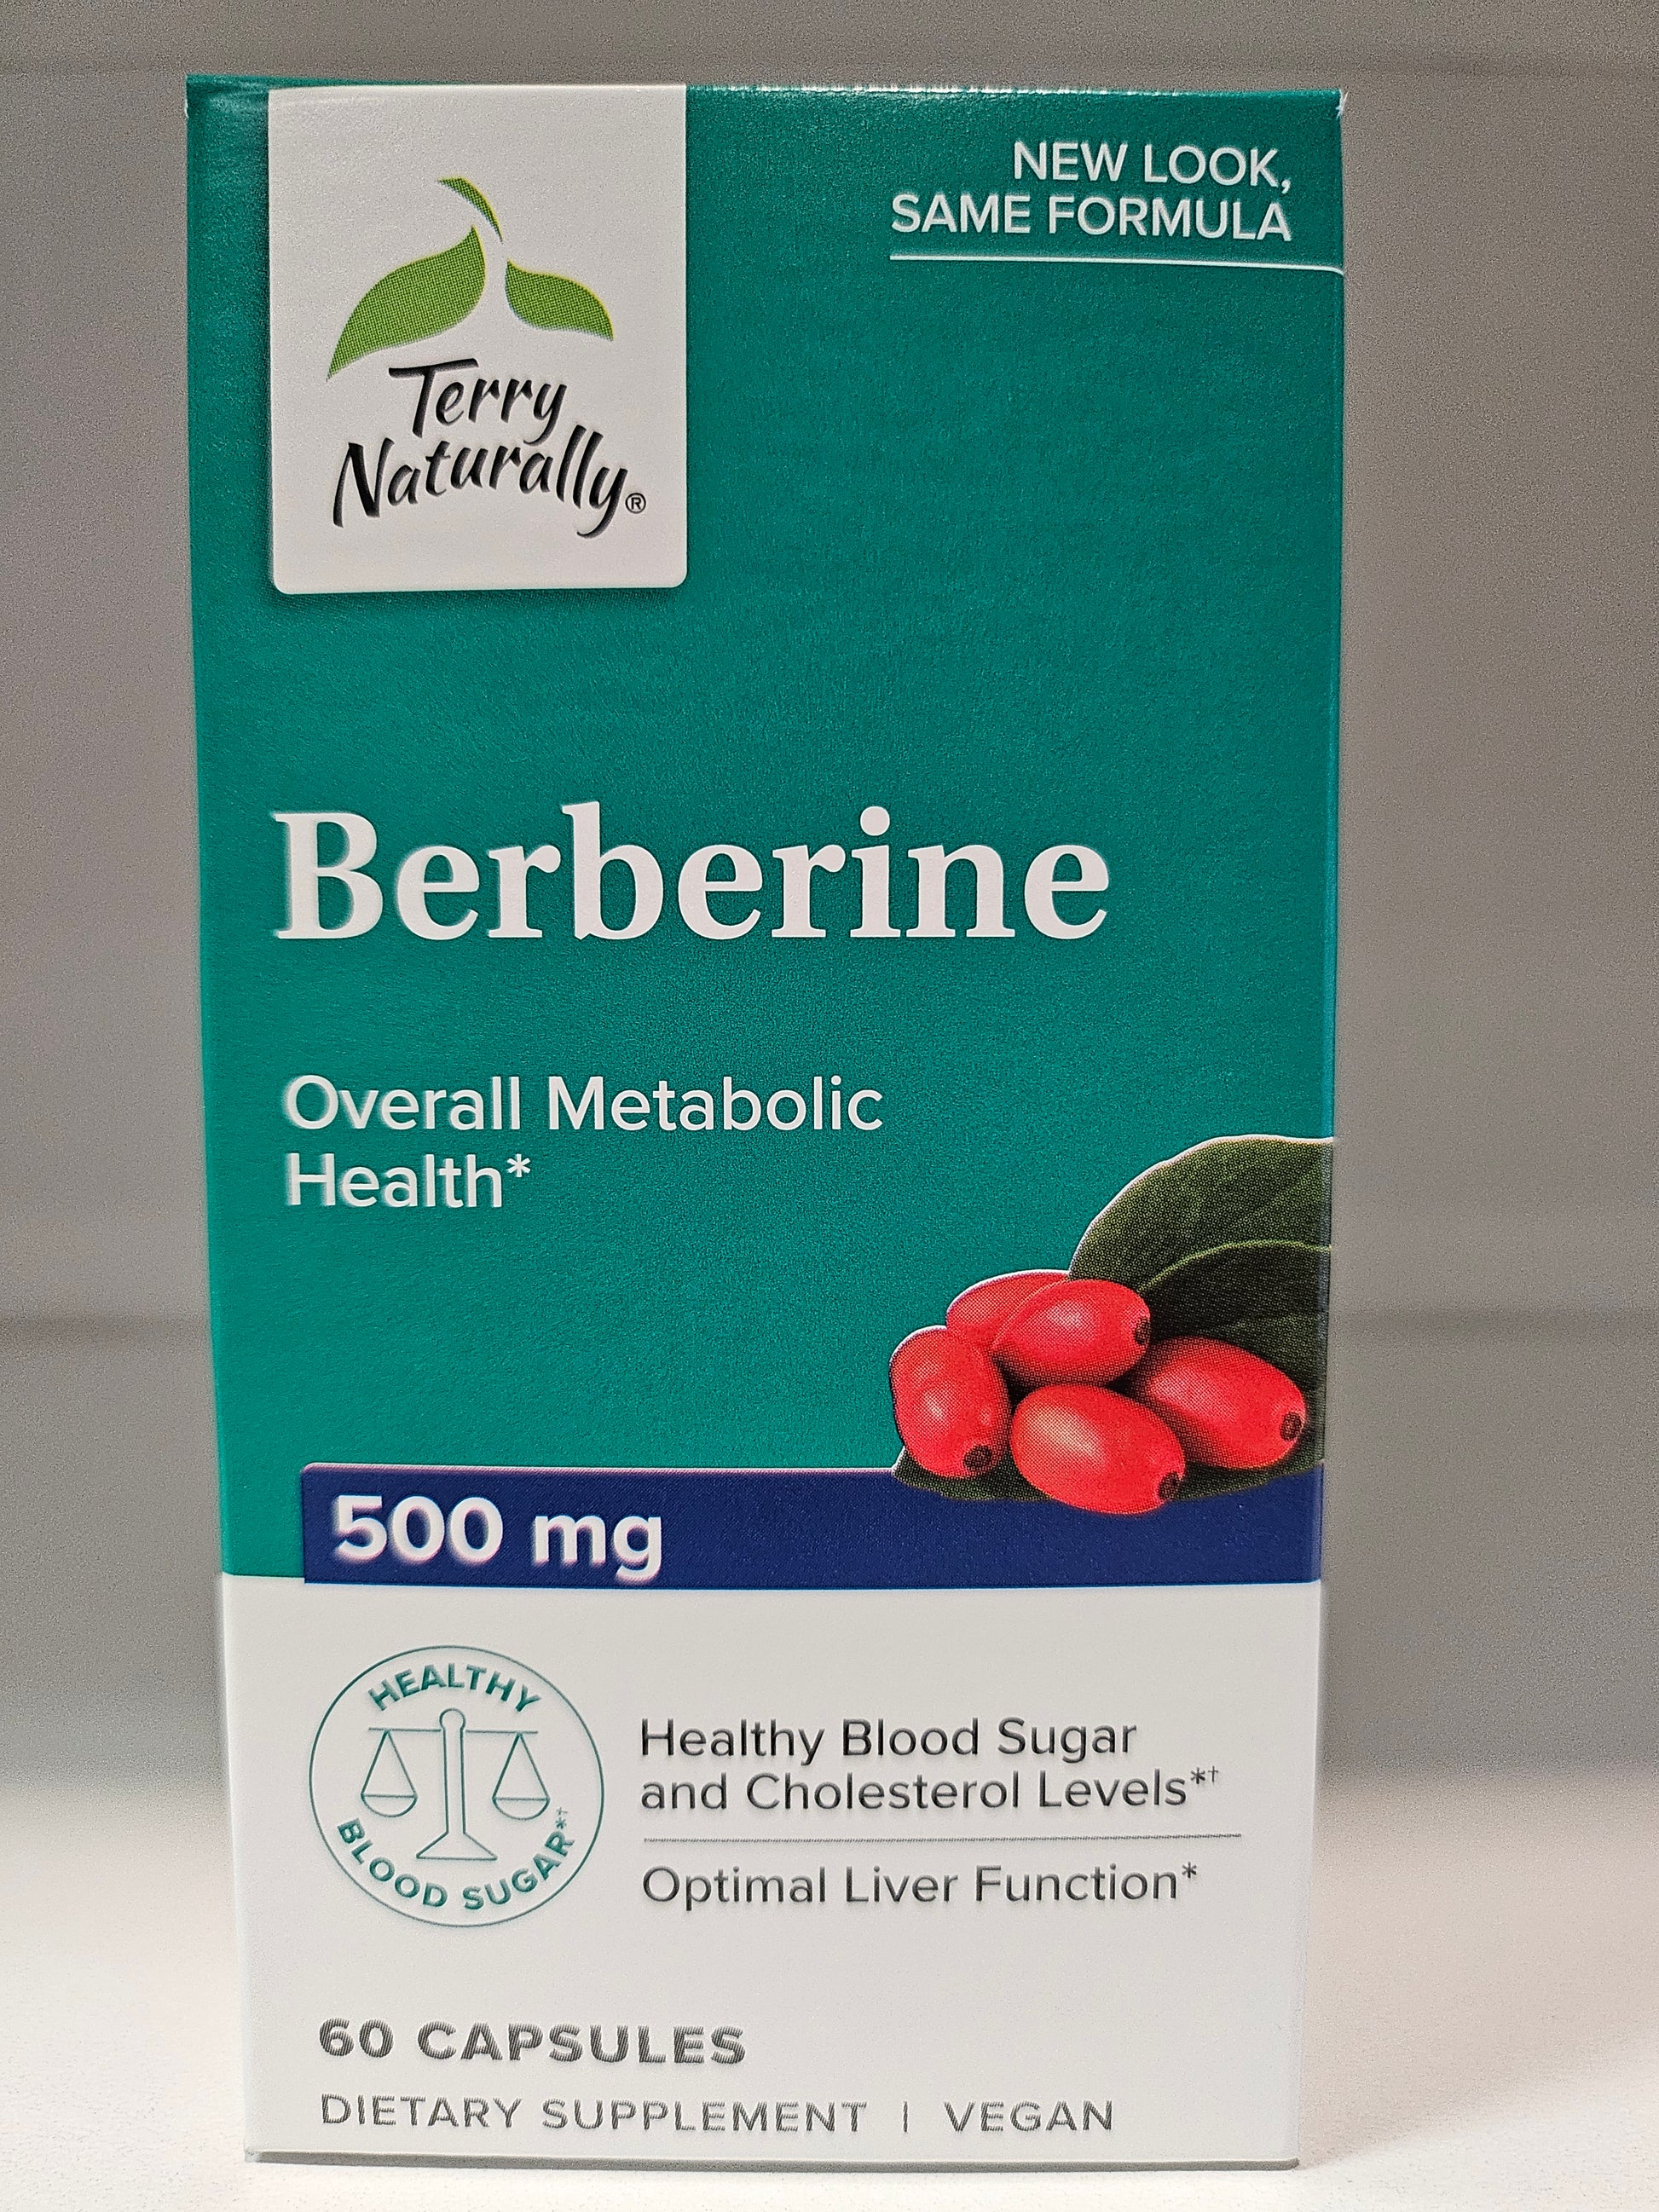 Terry
Naturally®
NEW LOOK,
SAME FORMULA
Berberine
Overall Metabolic
Health*
500 mg
HEALTHY
BLOOD SUGAR*†
Healthy Blood Sugar
and Cholesterol Levels*†
Optimal Liver Function*
60 CAPSULES
DIETARY SUPPLEMENT | VEGAN